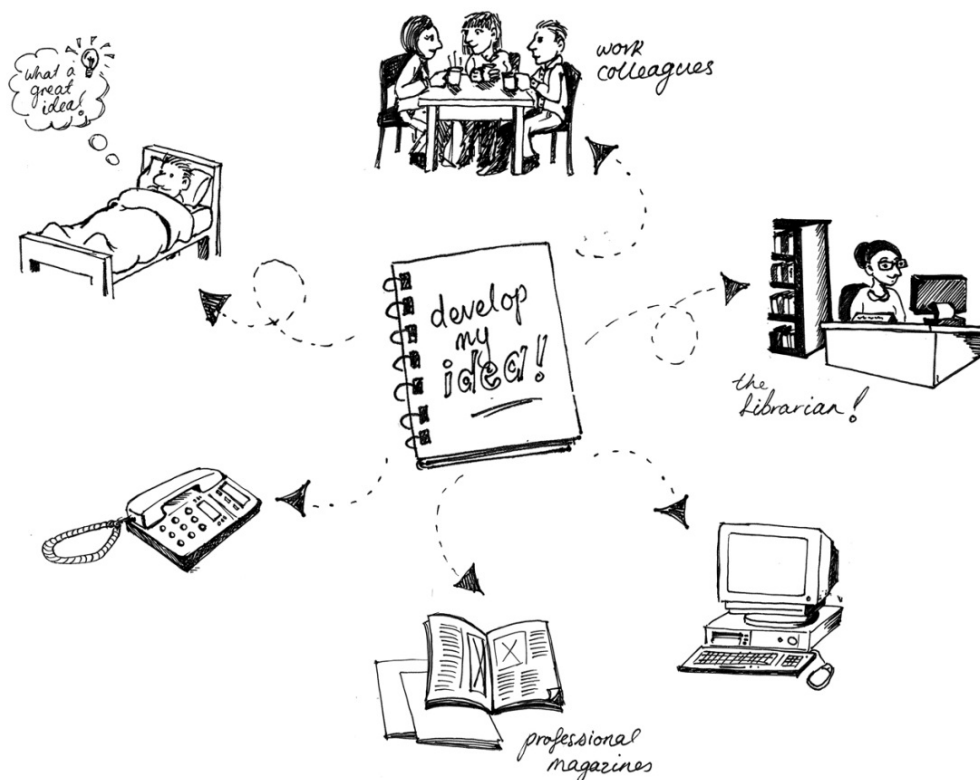 what a
great
idea!
work
colleagues
develop
my
idea!
the
librarian!
professional
magazines